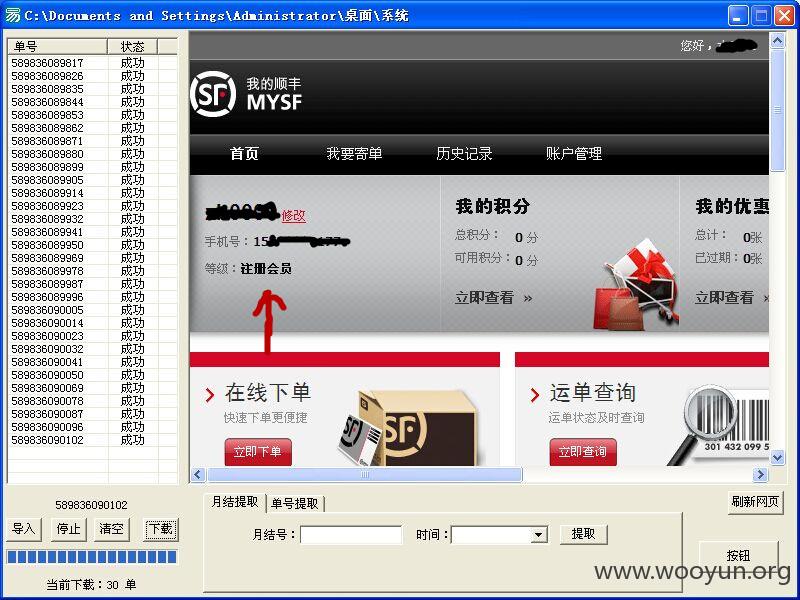 C:\Documents and Settings\Administrator\桌面\系统
单号 状态
589836089817 成功
589836089826 成功
589836089835 成功
589836089844 成功
589836089853 成功
589836089862 成功
589836089871 成功
589836089880 成功
589836089899 成功
589836089905 成功
589836089914 成功
589836089923 成功
589836089932 成功
589836089941 成功
589836089950 成功
589836089969 成功
589836089978 成功
589836089987 成功
589836089996 成功
589836090005 成功
589836090014 成功
589836090023 成功
589836090032 成功
589836090041 成功
589836090050 成功
589836090069 成功
589836090078 成功
589836090087 成功
589836090096 成功
589836090102 成功
589836090102
导入 停止 清空 下载
当前下载：30 单
您好，
SF 我的顺丰
MYSF
首页 我要寄单 历史记录 账户管理
修改
手机号：15
等级：注册会员
我的积分
总积分： 0 分
可用积分： 0 分
立即查看 »
我的优惠
总计： 0张
已过期：0张
立即查看 »
在线下单
快速下单更便捷
立即下单
SF
SF
运单查询
运单状态及时查询
立即查询
301 432 099 5
月结提取 单号提取
月结号： 时间： 提取
刷新网页
按钮
www.wooyun.org